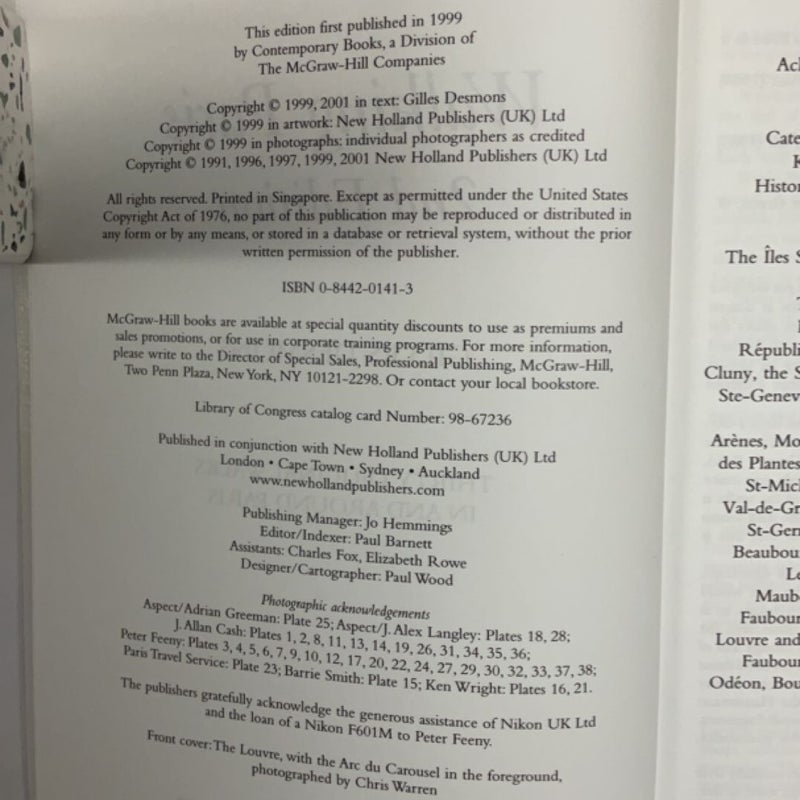 This edition first published in 1999
by Contemporary Books, a Division of
The McGraw-Hill Companies
Copyright © 1999, 2001 in text: Gilles Desmons
Copyright © 1999 in artwork: New Holland Publishers (UK) Ltd
Copyright © 1999 in photographs: individual photographers as credited
Copyright © 1991, 1996, 1997, 1999, 2001 New Holland Publishers (UK) Ltd
All rights reserved. Printed in Singapore. Except as permitted under the United States
Copyright Act of 1976, no part of this publication may be reproduced or distributed in
any form or by any means, or stored in a database or retrieval system, without the prior
written permission of the publisher.
ISBN 0-8442-0141-3
McGraw-Hill books are available at special quantity discounts to use as premiums and
sales promotions, or for use in corporate training programs. For more information,
please write to the Director of Special Sales, Professional Publishing, McGraw-Hill,
Two Penn Plaza, New York, NY 10121-2298. Or contact your local bookstore.
Library of Congress catalog card Number: 98-67236
Published in conjunction with New Holland Publishers (UK) Ltd
London • Cape Town • Sydney • Auckland
www.newhollandpublishers.com
Publishing Manager: Jo Hemmings
Editor/Indexer: Paul Barnett
Assistants: Charles Fox, Elizabeth Rowe
Designer/Cartographer: Paul Wood
Photographic acknowledgements
Aspect/Adrian Greeman: Plate 25; Aspect/J. Alex Langley: Plates 18, 28;
J. Allan Cash: Plates 1, 2, 8, 11, 13, 14, 19, 26, 31, 34, 35, 36;
Peter Feeny: Plates 3, 4, 5, 6, 7, 9, 10, 12, 17, 20, 22, 24, 27, 29, 30, 32, 33, 37, 38;
Paris Travel Service: Plate 23; Barrie Smith: Plate 15; Ken Wright: Plates 16, 21.
The publishers gratefully acknowledge the generous assistance of Nikon UK Ltd
and the loan of a Nikon F601M to Peter Feeny.
Front cover: The Louvre, with the Arc du Carousel in the foreground,
photographed by Chris Warren
Ack
Cate
K
Histor
The Îles S
Républi
Cluny, the S
Ste-Genev
Arènes, Mo
des Plantes
St-Mich
Val-de-Gr
St-Gen
Beaubou
Le
Maub
Faubou
Louvre and
Faubou
Odéon, Bou